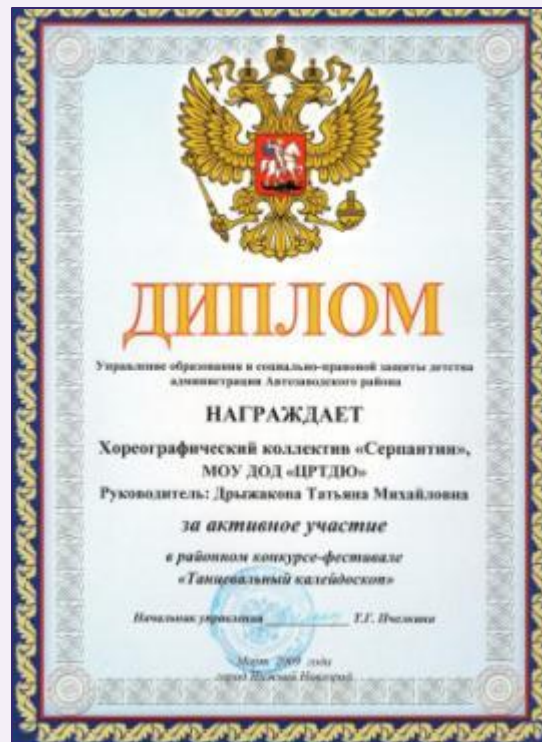 ДИПЛОМ
Управление образования и социально-правовой защиты детства
администрации Автозаводского района
НАГРАЖДАЕТ
Хореографический коллектив «Серпантин»,
МОУ ДОД «ЦРТДЮ»
Руководитель: Дрыжакова Татьяна Михайловна
за активное участие
в районном конкурсе-фестивале
«Танцевальный калейдоскоп»
Начальник управления Т.Г. Пчелкина
Март 2009 года
город Нижний Новгород